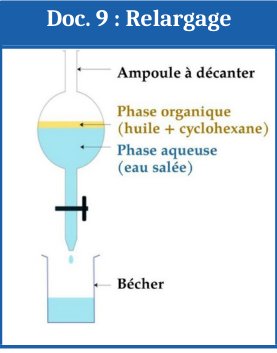 Doc. 9 : Relargage
Ampoule à décanter
Phase organique
(huile + cyclohexane)
Phase aqueuse
(eau salée)
Bécher